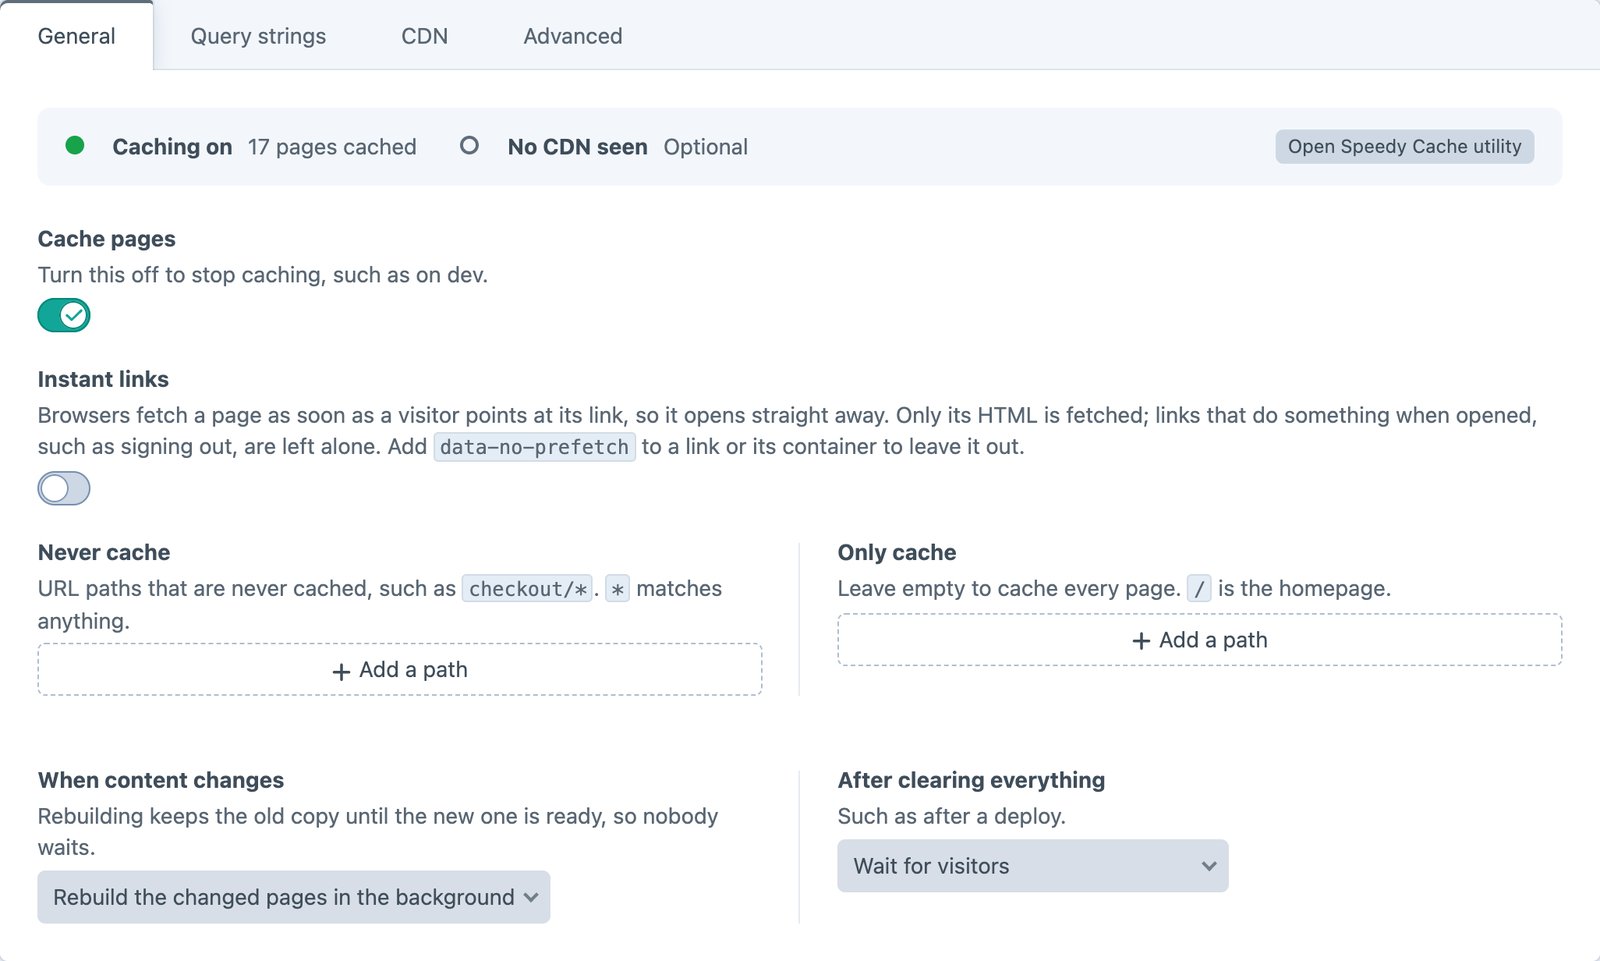 General
Query strings
CDN
Advanced
Caching on 17 pages cached
No CDN seen Optional
Open Speedy Cache utility
Cache pages
Turn this off to stop caching, such as on dev.
Instant links
Browsers fetch a page as soon as a visitor points at its link, so it opens straight away. Only its HTML is fetched; links that do something when opened,
such as signing out, are left alone. Add data-no-prefetch to a link or its container to leave it out.
Never cache
URL paths that are never cached, such as checkout/*. * matches
anything.
+ Add a path
Only cache
Leave empty to cache every page. / is the homepage.
+ Add a path
When content changes
Rebuilding keeps the old copy until the new one is ready, so nobody
waits.
Rebuild the changed pages in the background
After clearing everything
Such as after a deploy.
Wait for visitors